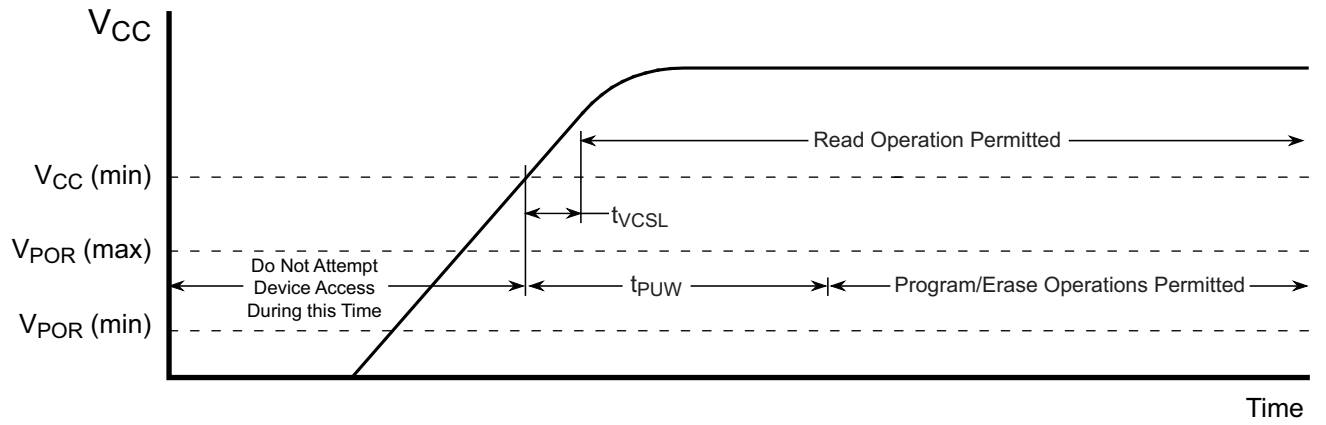 VCC
Read Operation Permitted
VCC (min)
tVCSL
VPOR (max)
Do Not Attempt
Device Access
During this Time
tPUW
Program/Erase Operations Permitted
VPOR (min)
Time